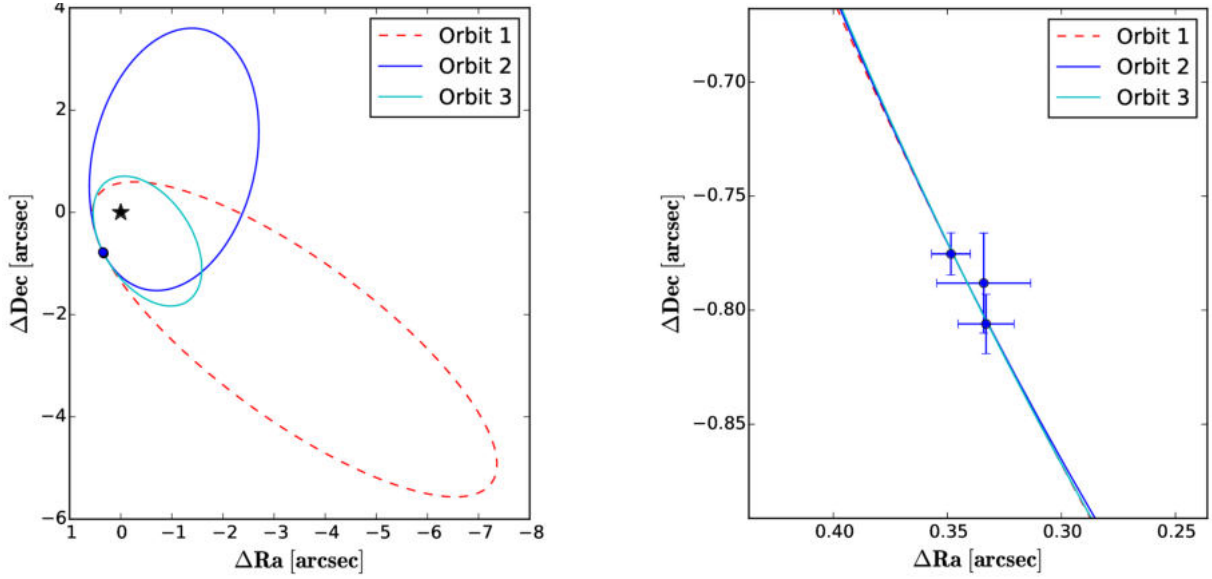 4
2
0
−2
−4
−6
1
0
−1
−2
−3
−4
−5
−6
−7
−8
ΔDec [arcsec]
ΔRa [arcsec]
Orbit 1
Orbit 2
Orbit 3
−0.70
−0.75
−0.80
−0.85
0.40
0.35
0.30
0.25
ΔDec [arcsec]
ΔRa [arcsec]
Orbit 1
Orbit 2
Orbit 3